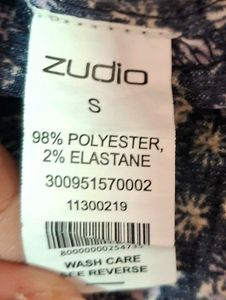 zudio
S
98% POLYESTER,
2% ELASTANE
300951570002
11300219
WASH CARE
SEE REVERSE